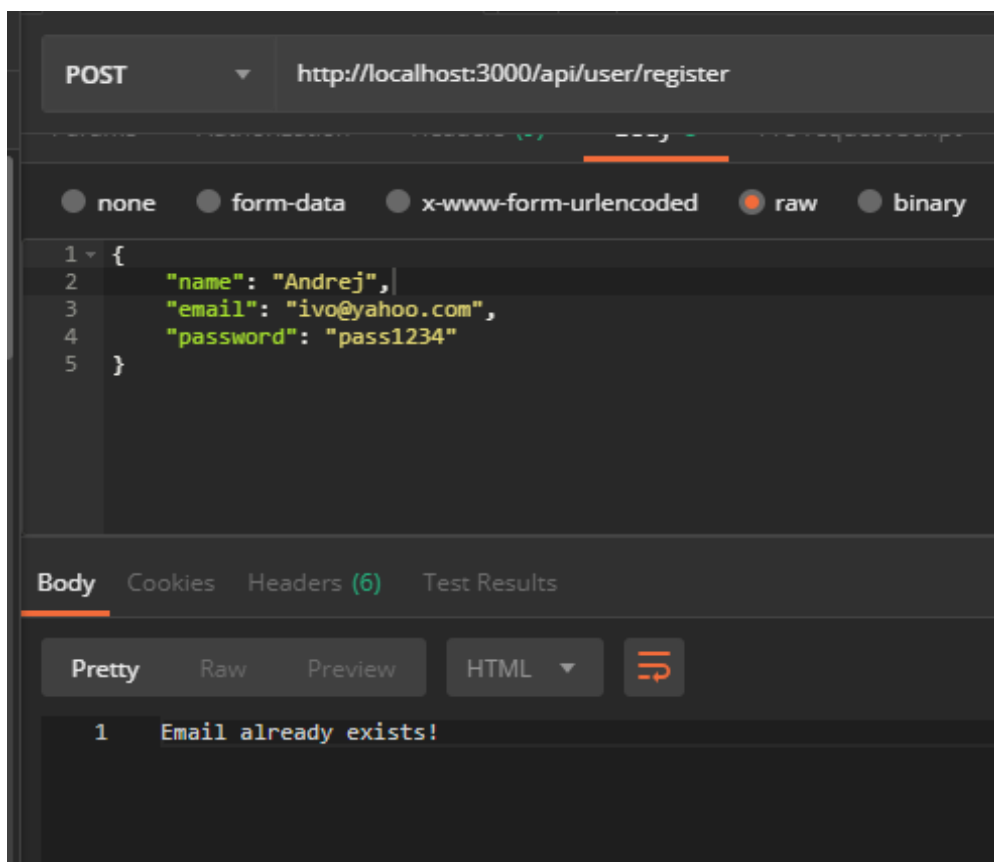 POST http://localhost:3000/api/user/register
none form-data x-www-form-urlencoded raw binary
1 {
2 "name": "Andrej",
3 "email": "ivo@yahoo.com",
4 "password": "pass1234"
5 }
Body Cookies Headers (6) Test Results
Pretty Raw Preview HTML
1 Email already exists!